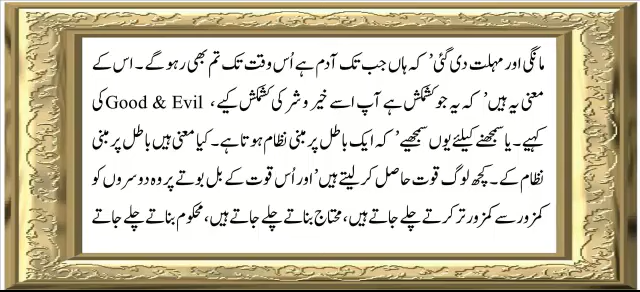 مانگی اور مہلت دی گئی’ کہ ہاں جب تک آدم ہے اُس وقت تک تم بھی رہو گے ۔ اس کے
معنی یہ ہیں’ کہ یہ جو کشمکش ہے آپ اسے خیر و شر کی کشمکش کہیے، Good & Evil کی
کہیے ۔ یا سمجھنے کیلئے یوں سمجھیے’ کہ ایک باطل پر مبنی نظام ہوتا ہے ۔ کیا معنی ہیں باطل پر مبنی
نظام کے ۔ کچھ لوگ قوت حاصل کر لیتے ہیں’ اور اُس قوت کے بل بوتے پر وہ دوسروں کو
کمزور سے کمزور تر کرتے چلے جاتے ہیں، محتاج بناتے چلے جاتے ہیں، محکوم بناتے چلے جاتے